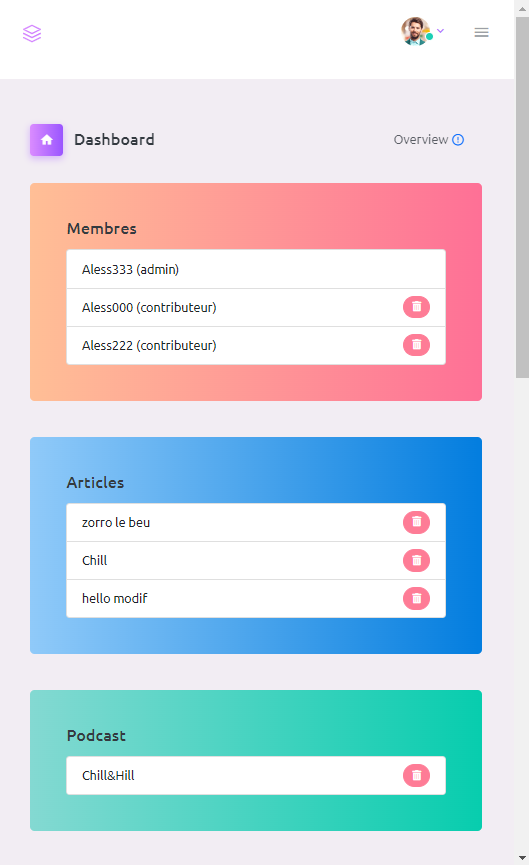 Dashboard
Overview
Membres
Aless333 (admin)
Aless000 (contributeur)
Aless222 (contributeur)
Articles
zorro le beu
Chill
hello modif
Podcast
Chill&Hill